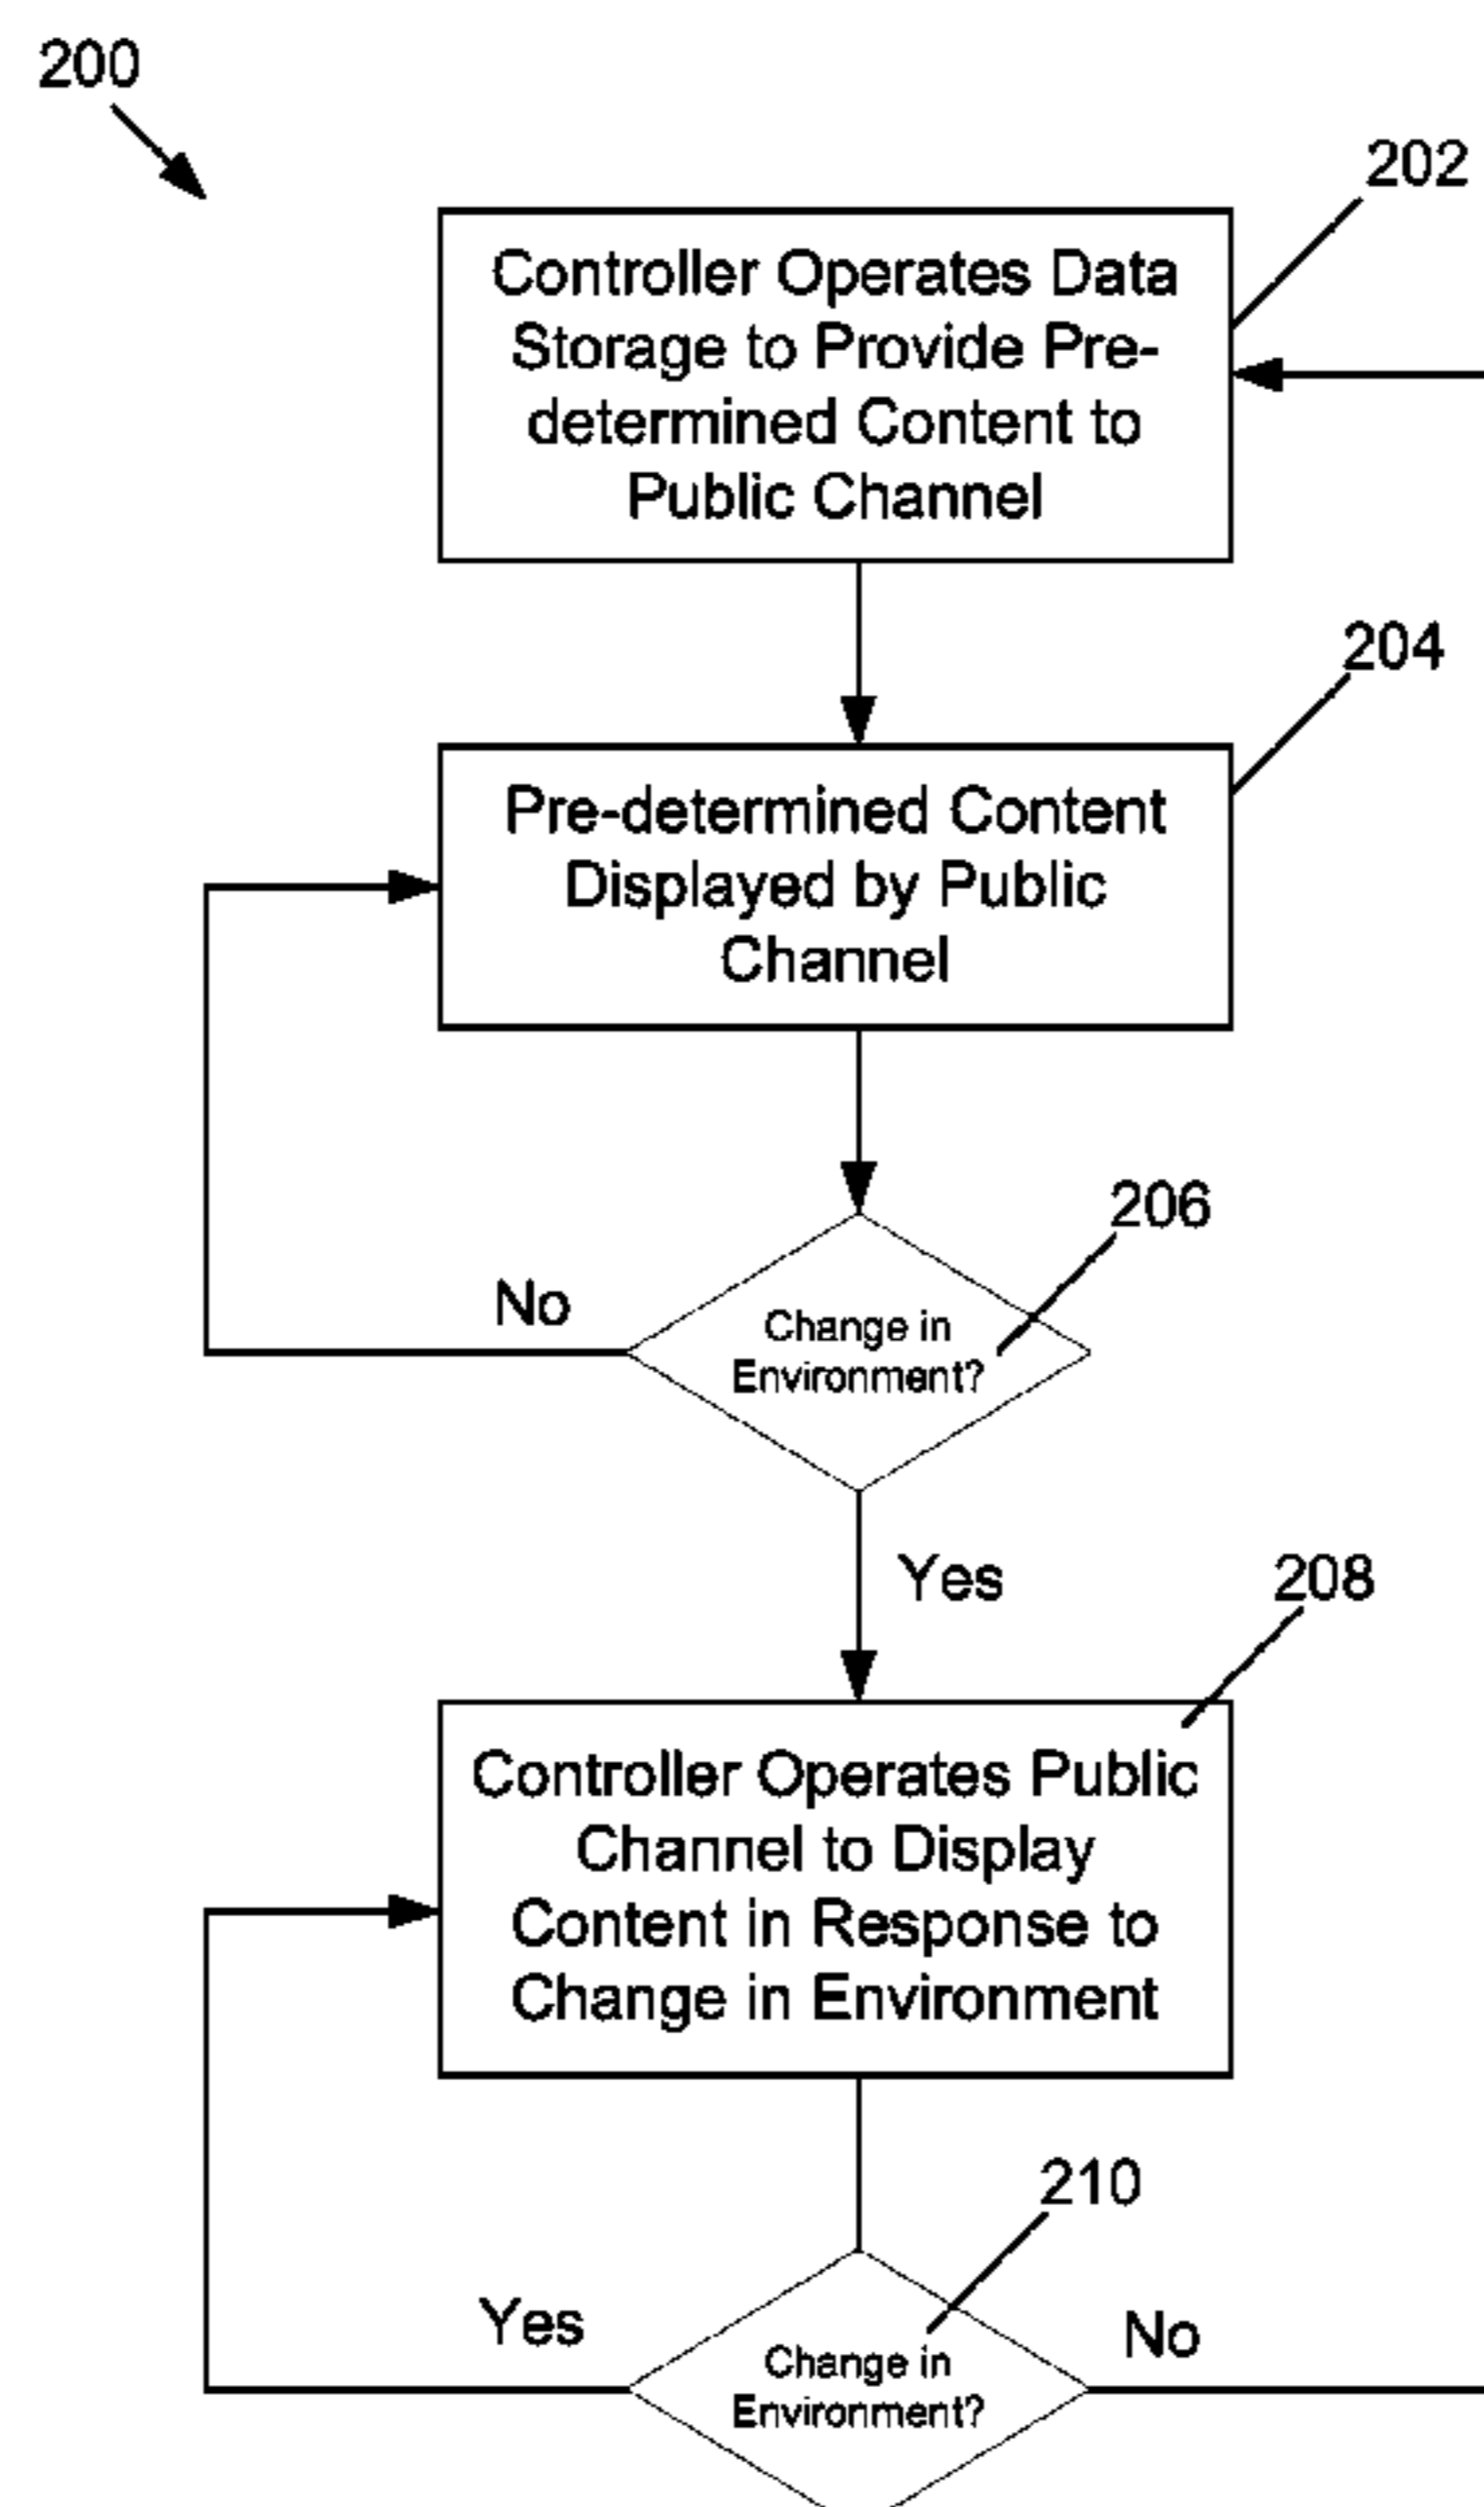 200
202
Controller Operates Data
Storage to Provide Pre-
determined Content to
Public Channel
204
Pre-determined Content
Displayed by Public
Channel
206
No
Change in
Environment?
Yes
208
Controller Operates Public
Channel to Display
Content in Response to
Change in Environment
210
Yes
No
Change in
Environment?